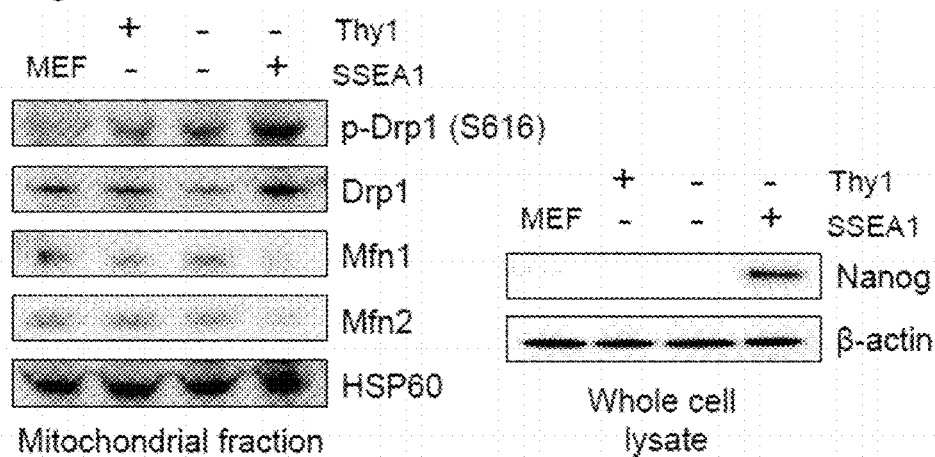 + - - Thy1
MEF - - + SSEA1
p-Drp1 (S616)
Drp1
Mfn1
Mfn2
HSP60
Mitochondrial fraction
+ - - Thy1
MEF - - + SSEA1
Nanog
β-actin
Whole cell
lysate